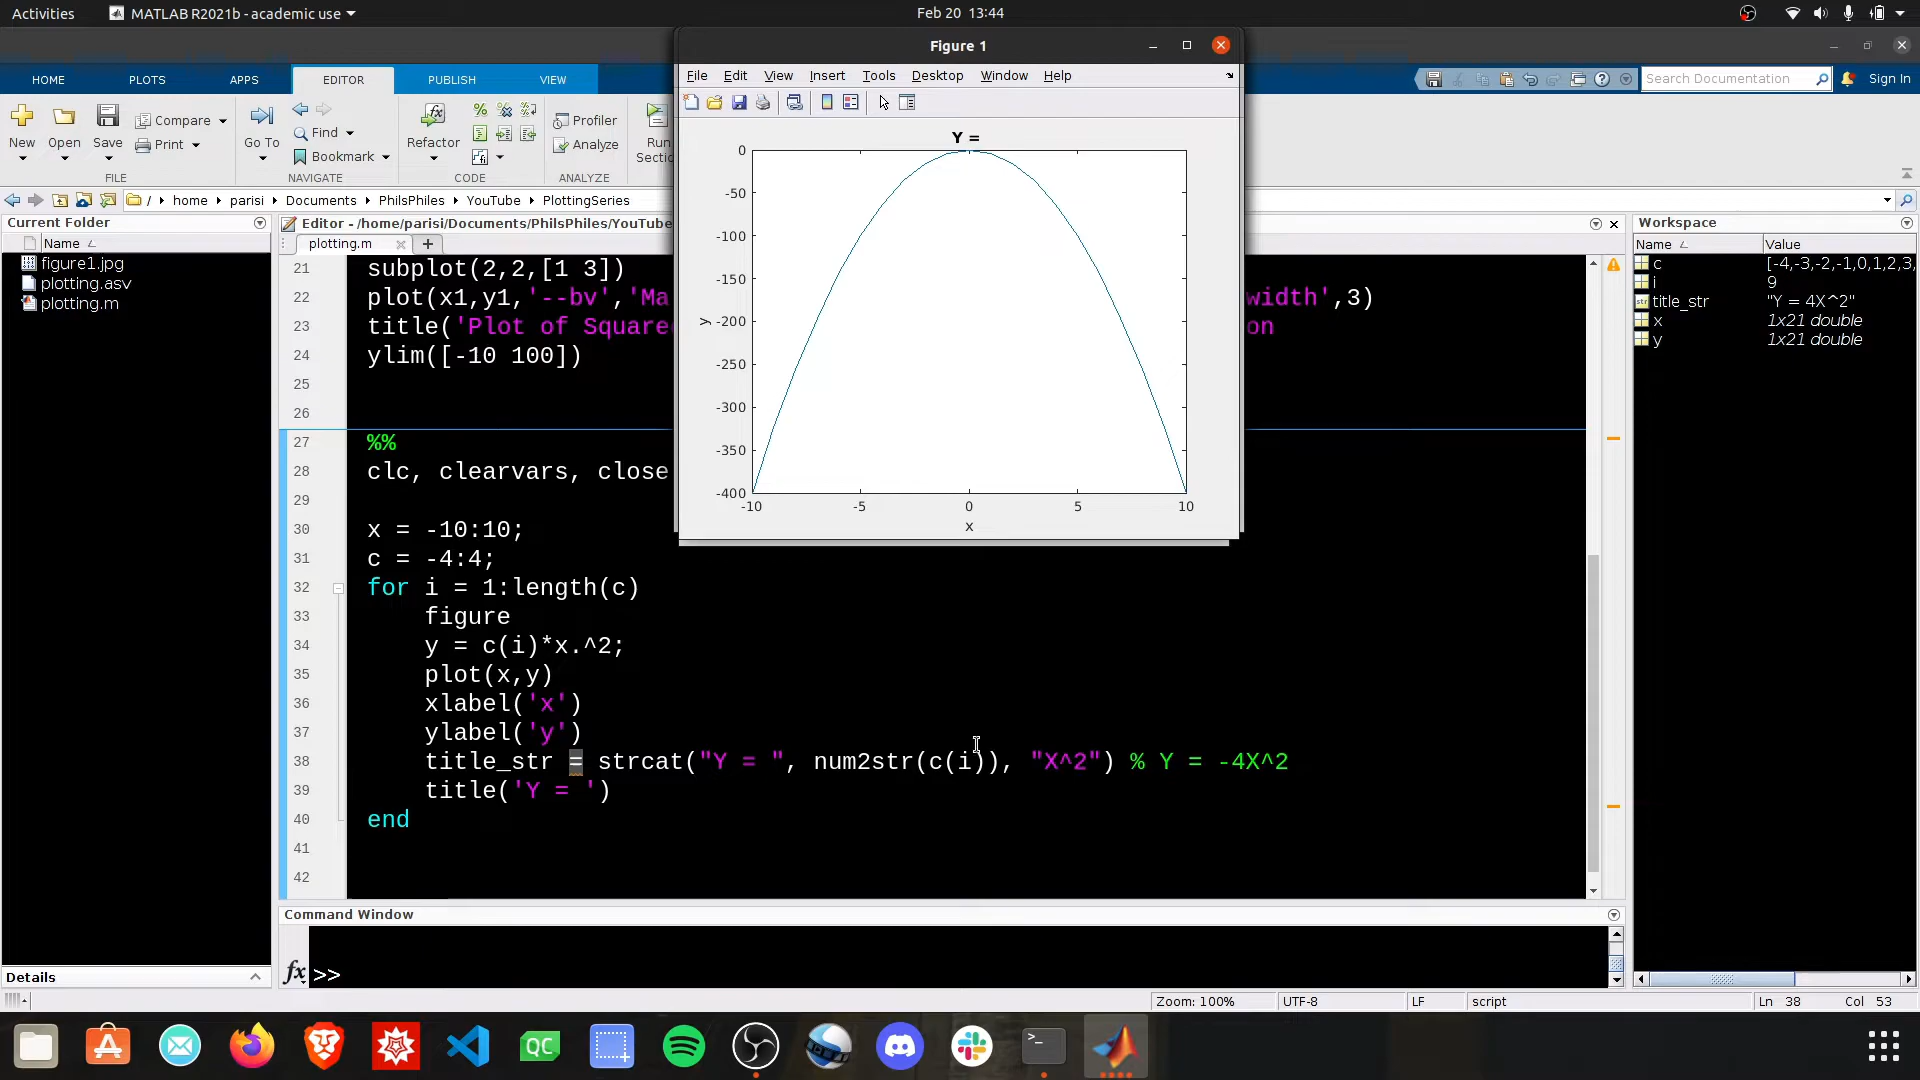 Activities
MATLAB R2021b - academic use
Feb 20 13:44
HOME
PLOTS
APPS
EDITOR
PUBLISH
VIEW
Search Documentation
Sign In
New
Open
Save
Compare
Print
Go To
Find
Bookmark
Refactor
Profiler
Analyze
Run
FILE
NAVIGATE
CODE
ANALYZE
/ home parisi Documents PhilsPhiles YouTube PlottingSeries
Current Folder
Name
figure1.jpg
plotting.asv
plotting.m
Details
Editor - /home/parisi/Documents/PhilsPhiles/YouTube
plotting.m
21 subplot(2,2,[1 3])
22 plot(x1,y1,'--bv','Ma width',3)
23 title('Plot of Square on
24 ylim([-10 100])
25
26
27 %%
28 clc, clearvars, close
29
30 x = -10:10;
31 c = -4:4;
32 for i = 1:length(c)
33 figure
34 y = c(i)*x.^2;
35 plot(x,y)
36 xlabel('x')
37 ylabel('y')
38 title_str = strcat("Y = ", num2str(c(i)), "X^2") % Y = -4X^2
39 title('Y = ')
40 end
41
42
Figure 1
File Edit View Insert Tools Desktop Window Help
Y =
0
-50
-100
-150
-200
-250
-300
-350
-400
y
-10 -5 0 5 10
x
Workspace
Name Value
c [-4,-3,-2,-1,0,1,2,3,
i 9
title_str "Y = 4X^2"
x 1x21 double
y 1x21 double
Command Window
fx >>
Zoom: 100% UTF-8 LF script Ln 38 Col 53
QC
>_